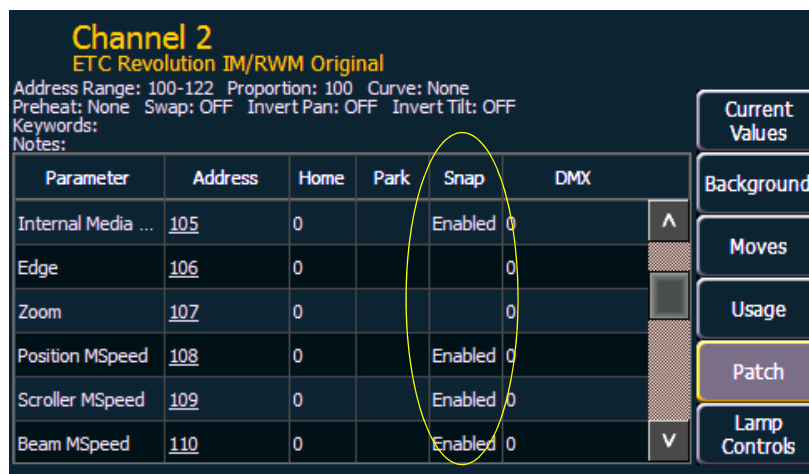 Channel 2
ETC Revolution IM/RWM Original
Address Range: 100-122 Proportion: 100 Curve: None
Preheat: None Swap: OFF Invert Pan: OFF Invert Tilt: OFF
Keywords:
Notes:
Parameter Address Home Park Snap DMX
Internal Media ... 105 0 Enabled 0
Edge 106 0 0
Zoom 107 0 0
Position MSpeed 108 0 Enabled 0
Scroller MSpeed 109 0 Enabled 0
Beam MSpeed 110 0 Enabled 0
Current
Values
Background
Moves
Usage
Patch
Lamp
Controls